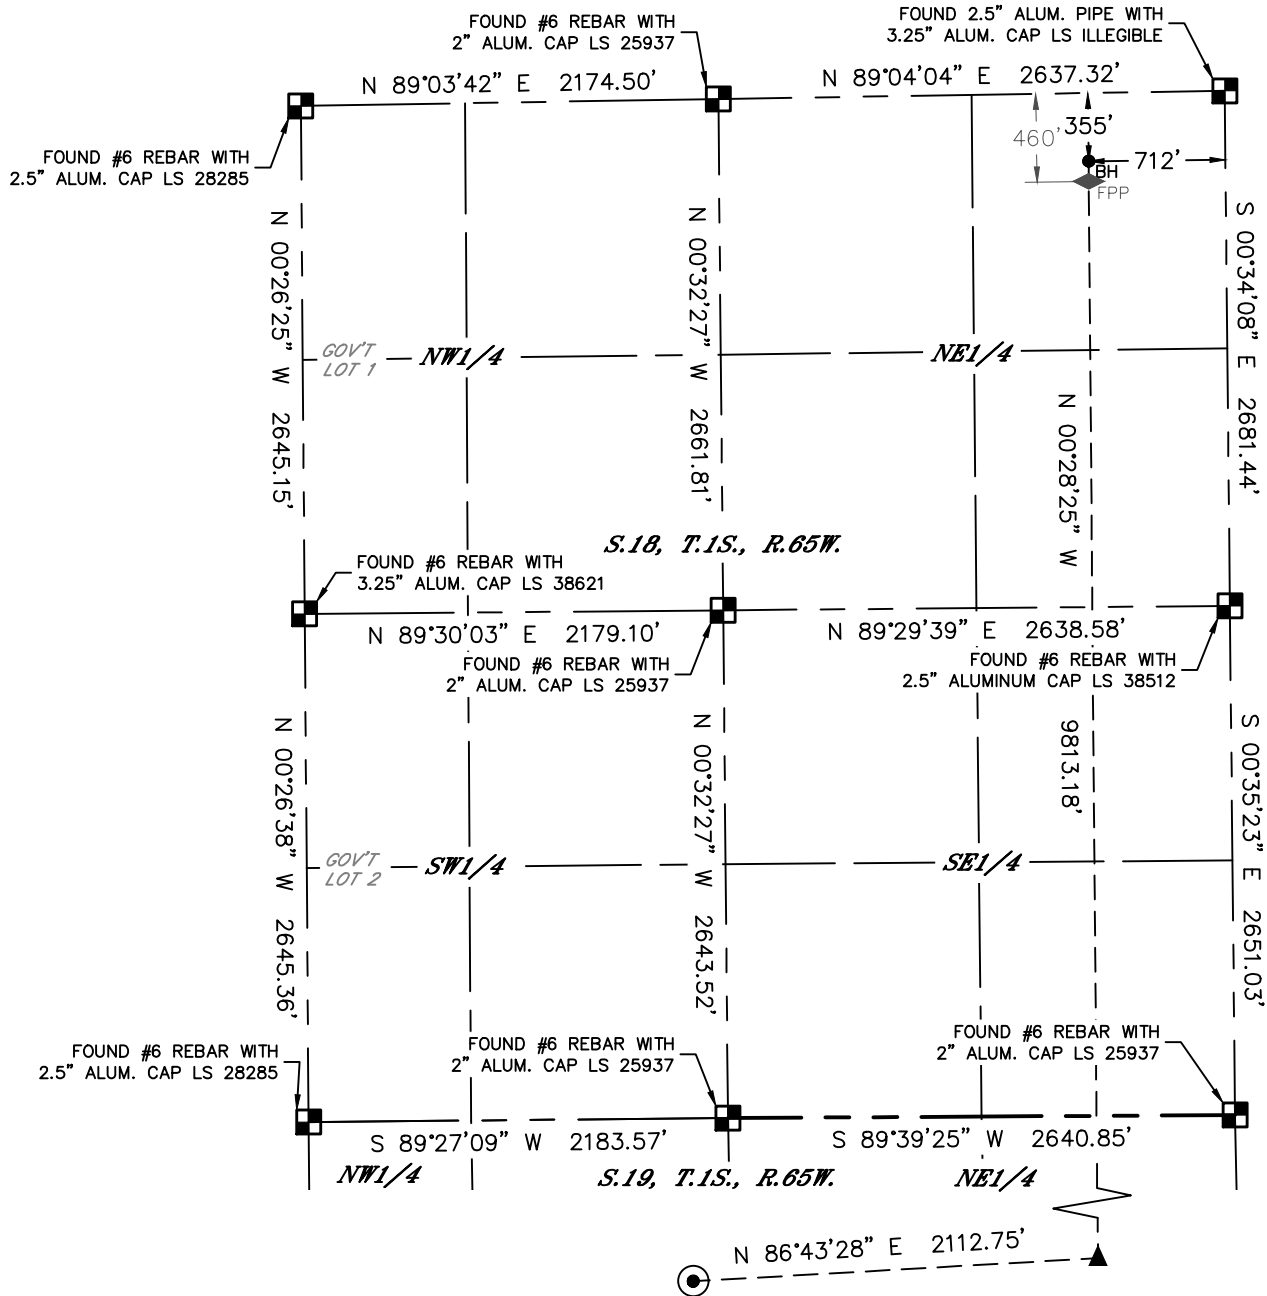 FOUND #6 REBAR WITH
2" ALUM. CAP LS 25937
FOUND 2.5" ALUM. PIPE WITH
3.25" ALUM. CAP LS ILLEGIBLE
N 89°03'42" E 2174.50'
N 89°04'04" E 2637.32'
FOUND #6 REBAR WITH
2.5" ALUM. CAP LS 28285
460'
355'
712'
BH
FPP
N 00°26'25" W 2645.15'
N 00°32'27" W 2661.81'
N 00°28'25" W 9813.18'
S 00°34'08" E 2681.44'
GOV'T
LOT 1
NW1/4
NE1/4
S.18, T.1S., R.65W.
FOUND #6 REBAR WITH
3.25" ALUM. CAP LS 38621
N 89°30'03" E 2179.10'
N 89°29'39" E 2638.58'
FOUND #6 REBAR WITH
2" ALUM. CAP LS 25937
FOUND #6 REBAR WITH
2.5" ALUMINUM CAP LS 38512
N 00°26'38" W 2645.36'
N 00°32'27" W 2643.52'
S 00°35'23" E 2651.03'
GOV'T
LOT 2
SW1/4
SE1/4
FOUND #6 REBAR WITH
2.5" ALUM. CAP LS 28285
FOUND #6 REBAR WITH
2" ALUM. CAP LS 25937
FOUND #6 REBAR WITH
2" ALUM. CAP LS 25937
S 89°27'09" W 2183.57'
S 89°39'25" W 2640.85'
NW1/4
S.19, T.1S., R.65W.
NE1/4
N 86°43'28" E 2112.75'